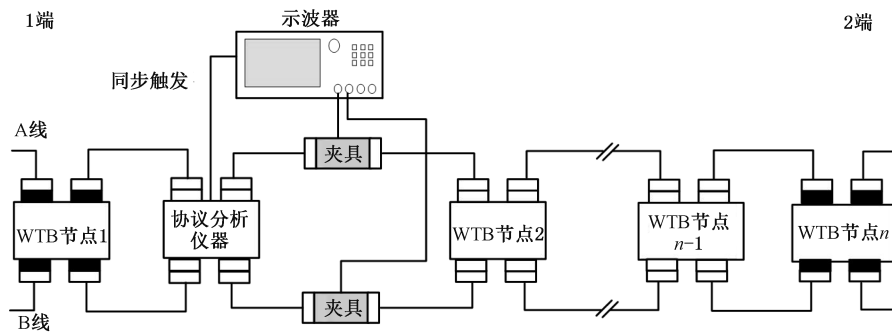 1端
示波器
2端
同步触发
A线
夹具
WTB节点1
协议分析
仪器
WTB节点2
WTB节点
n-1
WTB节点n
夹具
B线